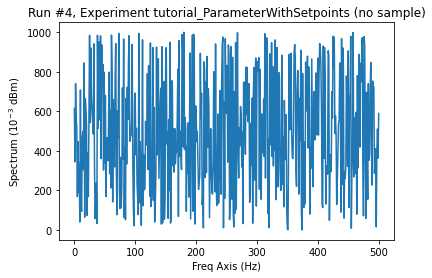 Run #4, Experiment tutorial_ParameterWithSetpoints (no sample)
1000
800
600
400
200
0
Spectrum (10⁻³ dBm)
0 100 200 300 400 500
Freq Axis (Hz)